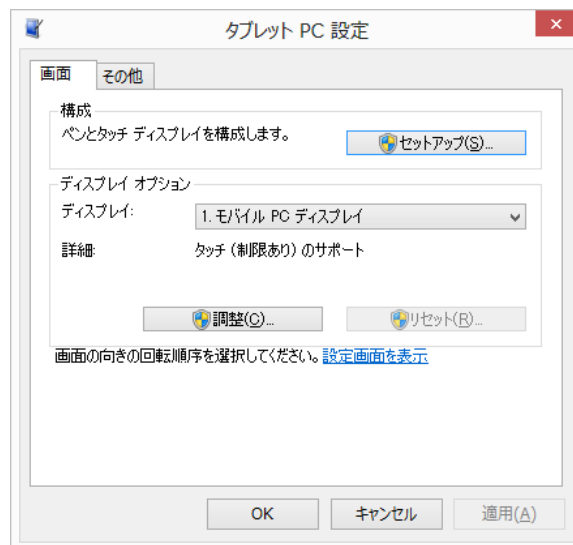 タブレット PC 設定
画面
その他
構成
ペンとタッチ ディスプレイを構成します。
セットアップ(S)...
ディスプレイ オプション
ディスプレイ:
1. モバイル PC ディスプレイ
詳細:
タッチ (制限あり) のサポート
調整(C)...
リセット(R)...
画面の向きの回転順序を選択してください。設定画面を表示
OK
キャンセル
適用(A)